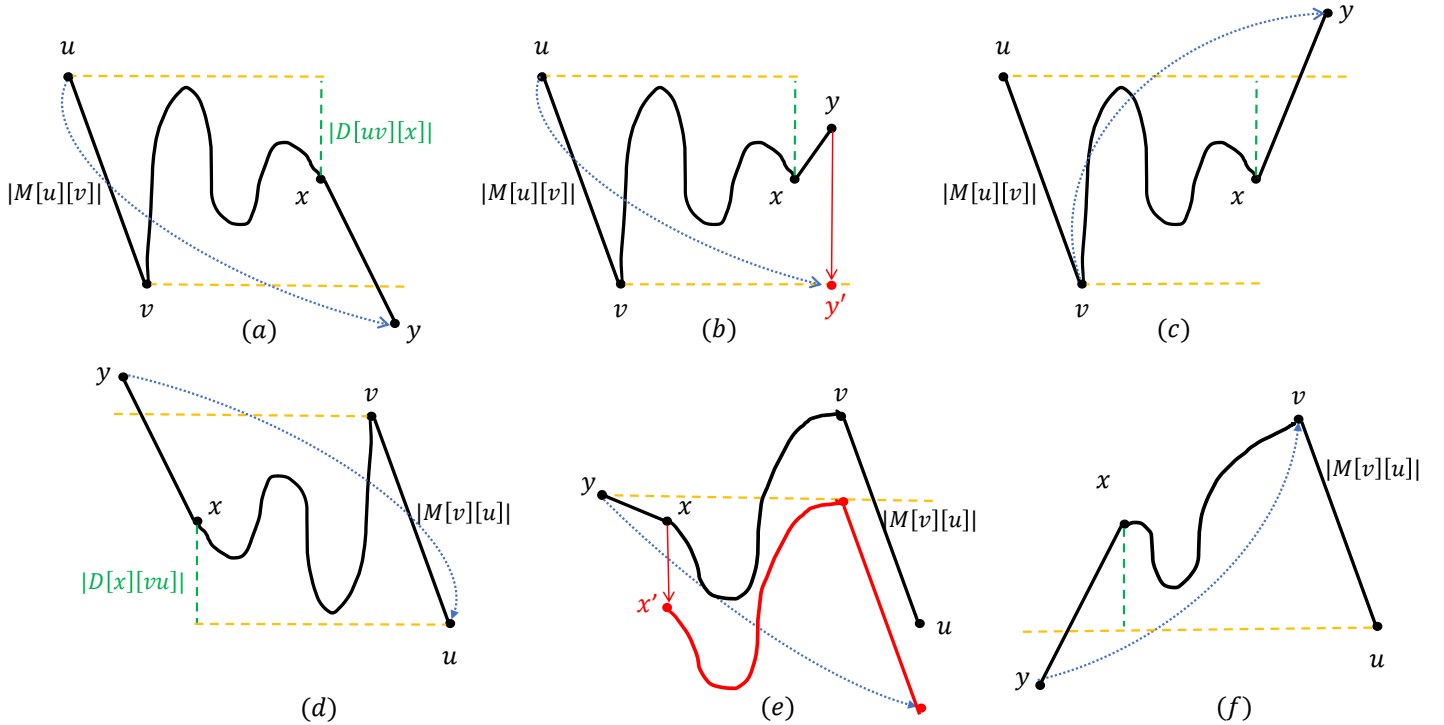 u
|D[uv][x]|
|M[u][v]|
x
v
y
(a)
u
y
|M[u][v]|
x
v
y'
(b)
y
u
|M[u][v]|
x
v
(c)
y
v
x
|M[v][u]|
|D[x][vu]|
u
(d)
v
y
x
|M[v][u]|
x'
u
(e)
v
x
|M[v][u]|
y
u
(f)